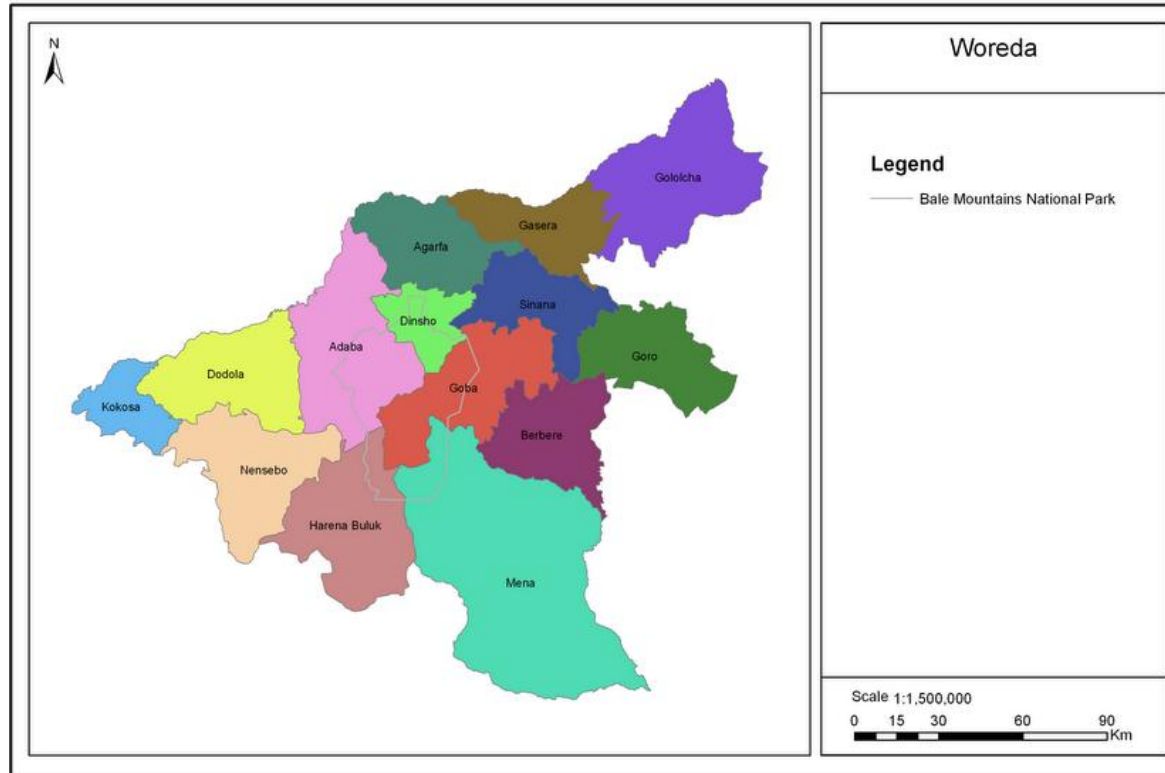 Woreda
N
Gololcha
Gasera
Agarfa
Sinana
Dinsho
Adaba
Goro
Dodola
Goba
Kokosa
Berbere
Nensebo
Harena Buluk
Mena
Legend
Bale Mountains National Park
Scale 1:1,500,000
0 15 30 60 90
Km